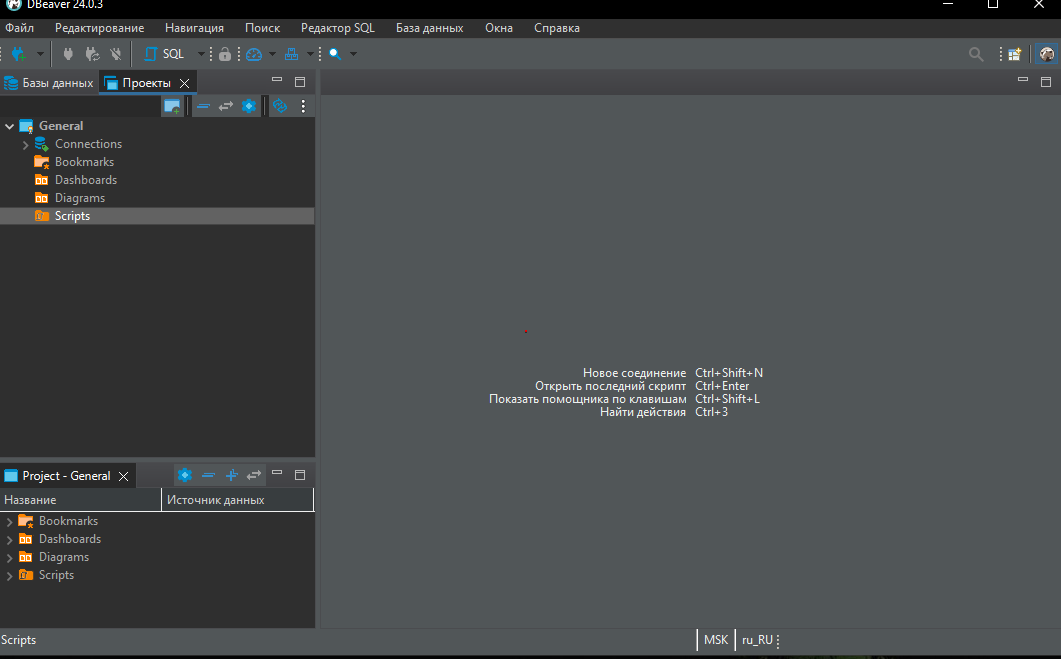 DBeaver 24.0.3
Файл Редактирование Навигация Поиск Редактор SQL База данных Окна Справка
SQL
Базы данных Проекты
General
Connections
Bookmarks
Dashboards
Diagrams
Scripts
Новое соединение Ctrl+Shift+N
Открыть последний скрипт Ctrl+Enter
Показать помощника по клавишам Ctrl+Shift+L
Найти действия Ctrl+3
Project - General
Название Источник данных
Bookmarks
Dashboards
Diagrams
Scripts
Scripts MSK ru_RU